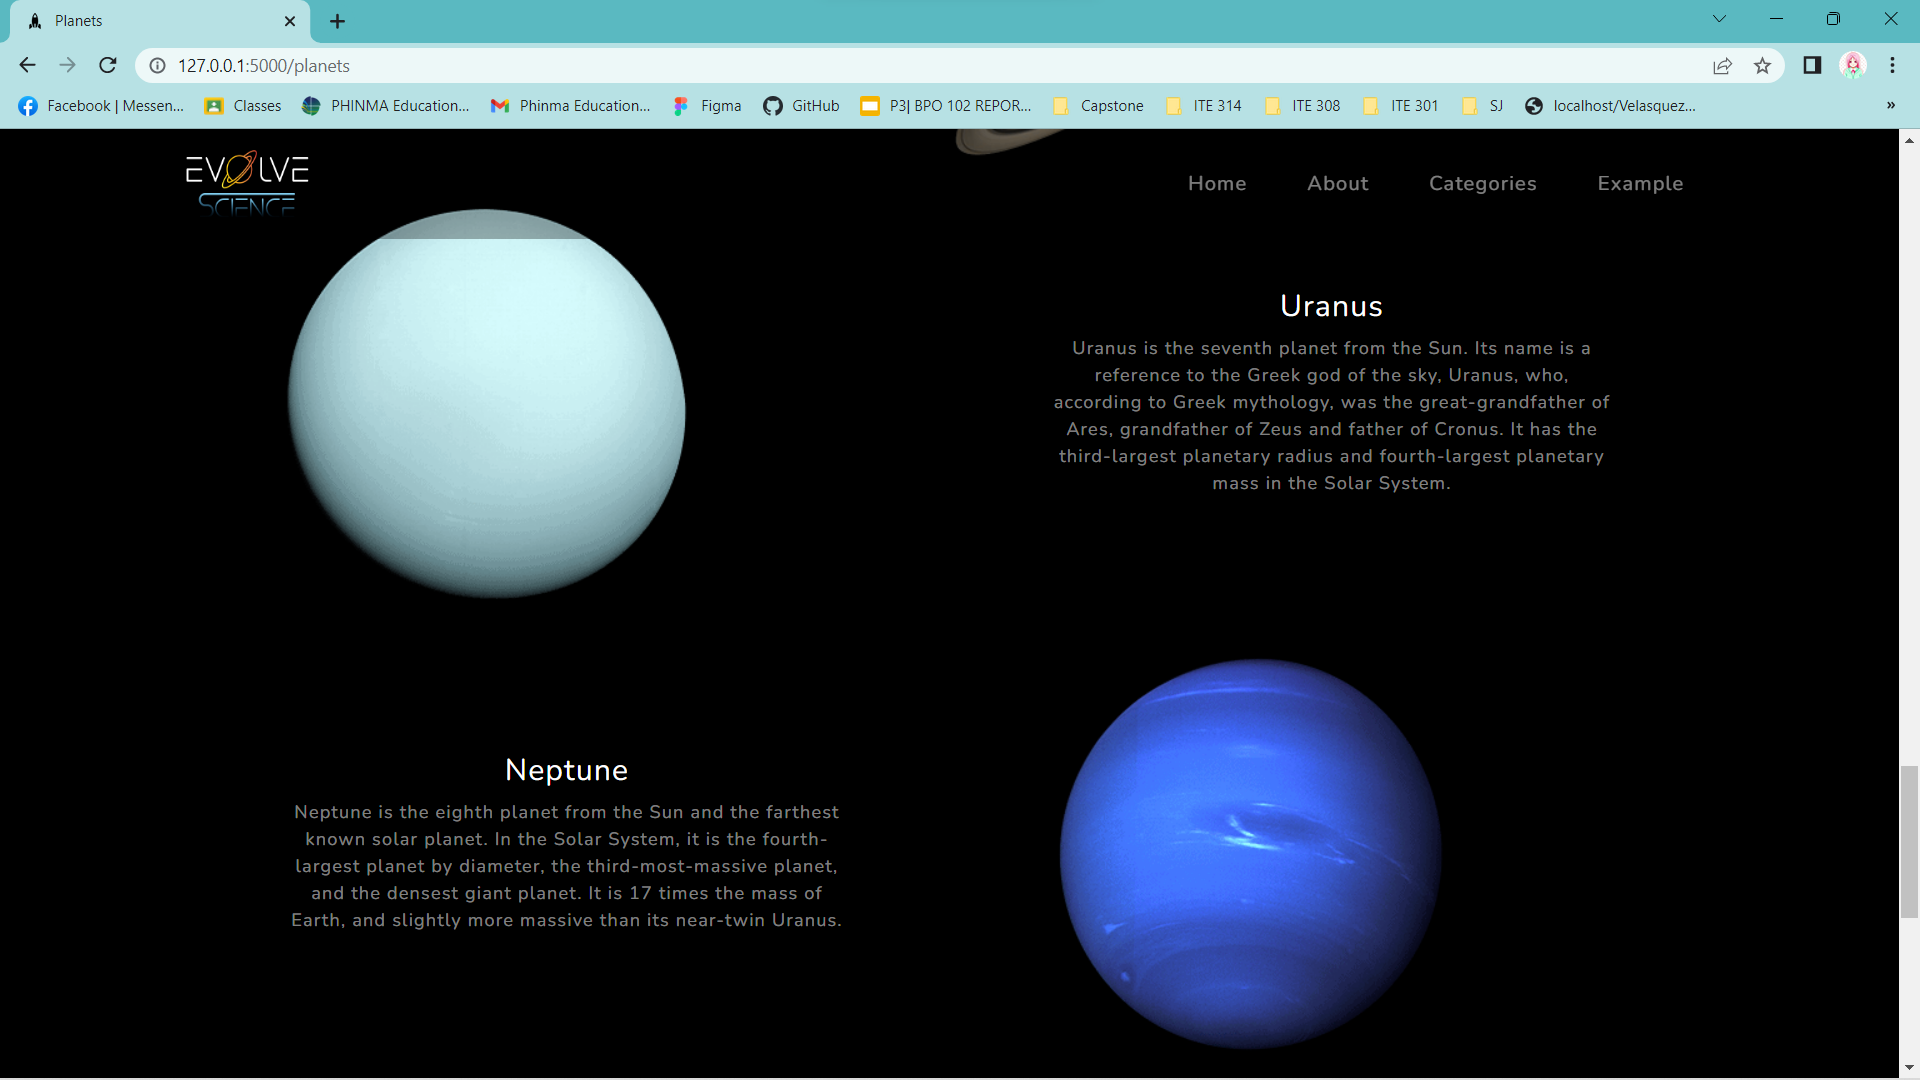 Planets
127.0.0.1:5000/planets
Facebook | Messen...
Classes
PHINMA Education...
Phinma Education...
Figma
GitHub
P3| BPO 102 REPOR...
Capstone
ITE 314
ITE 308
ITE 301
SJ
localhost/Velasquez...
»
EVOLVE
SCIENCE
Home
About
Categories
Example
Uranus
Uranus is the seventh planet from the Sun. Its name is a
reference to the Greek god of the sky, Uranus, who,
according to Greek mythology, was the great-grandfather of
Ares, grandfather of Zeus and father of Cronus. It has the
third-largest planetary radius and fourth-largest planetary
mass in the Solar System.
Neptune
Neptune is the eighth planet from the Sun and the farthest
known solar planet. In the Solar System, it is the fourth-
largest planet by diameter, the third-most-massive planet,
and the densest giant planet. It is 17 times the mass of
Earth, and slightly more massive than its near-twin Uranus.